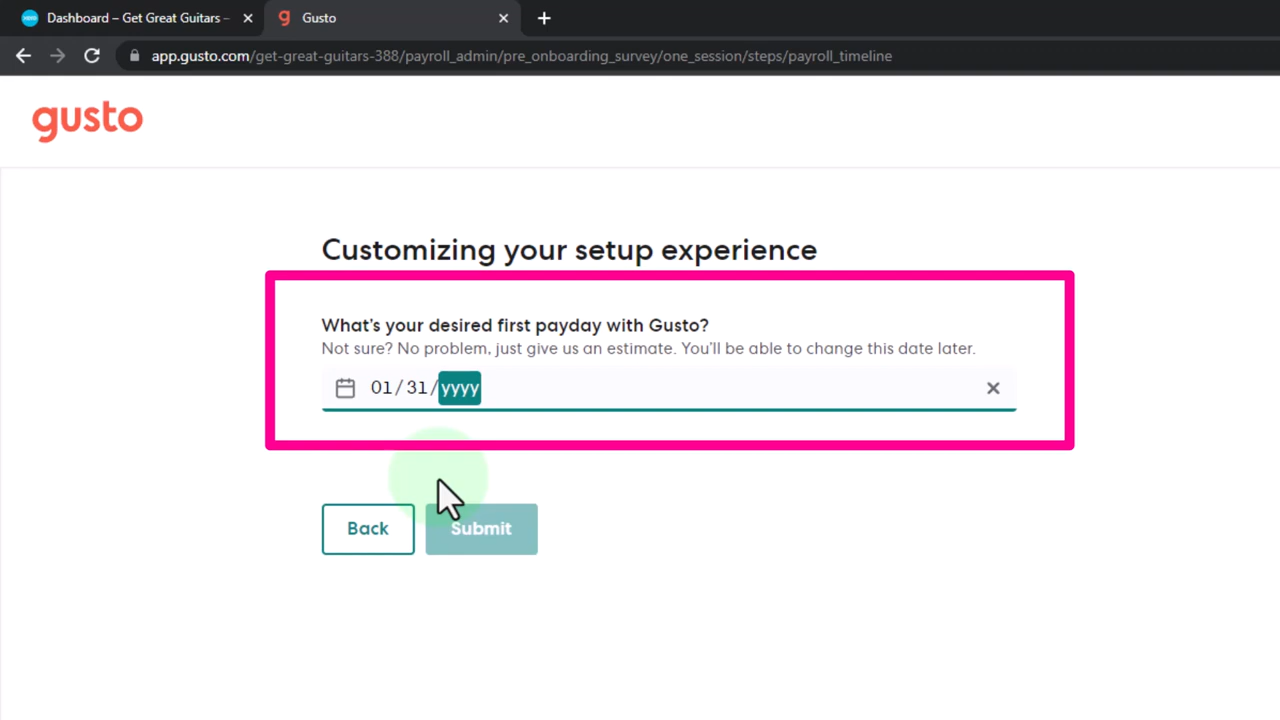 Dashboard – Get Great Guitars –
Gusto
app.gusto.com/get-great-guitars-388/payroll_admin/pre_onboarding_survey/one_session/steps/payroll_timeline
gusto
Customizing your setup experience
What's your desired first payday with Gusto?
Not sure? No problem, just give us an estimate. You'll be able to change this date later.
01/31/yyyy
Back
Submit